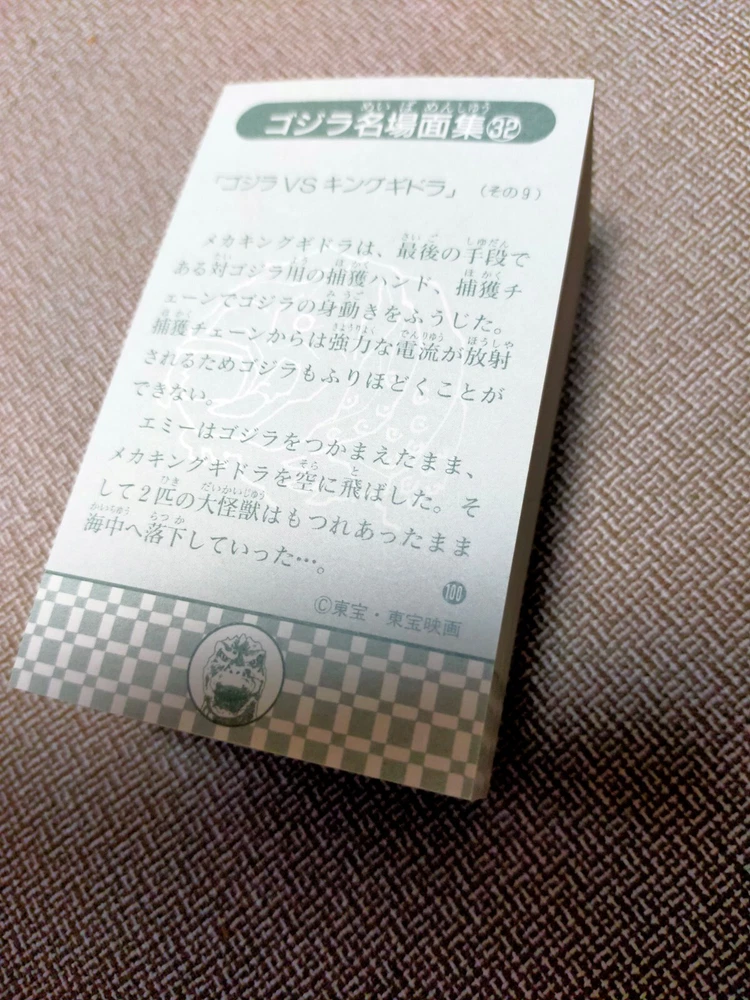 ゴジラ名場面集㉜
「ゴジラ VS キングギドラ」（その9）
メカキングギドラは、最後の手段で
ある対ゴジラ用の捕獲ハンド、捕獲チ
ェーンでゴジラの身動きをふうじた。
捕獲チェーンからは強力な電流が放射
されるためゴジラもふりほどくことが
できない。
エミーはゴジラをつかまえたまま、
メカキングギドラを空に飛ばした。そ
して2匹の大怪獣はもつれあったまま
海中へ落下していった…。
100
©東宝・東宝映画